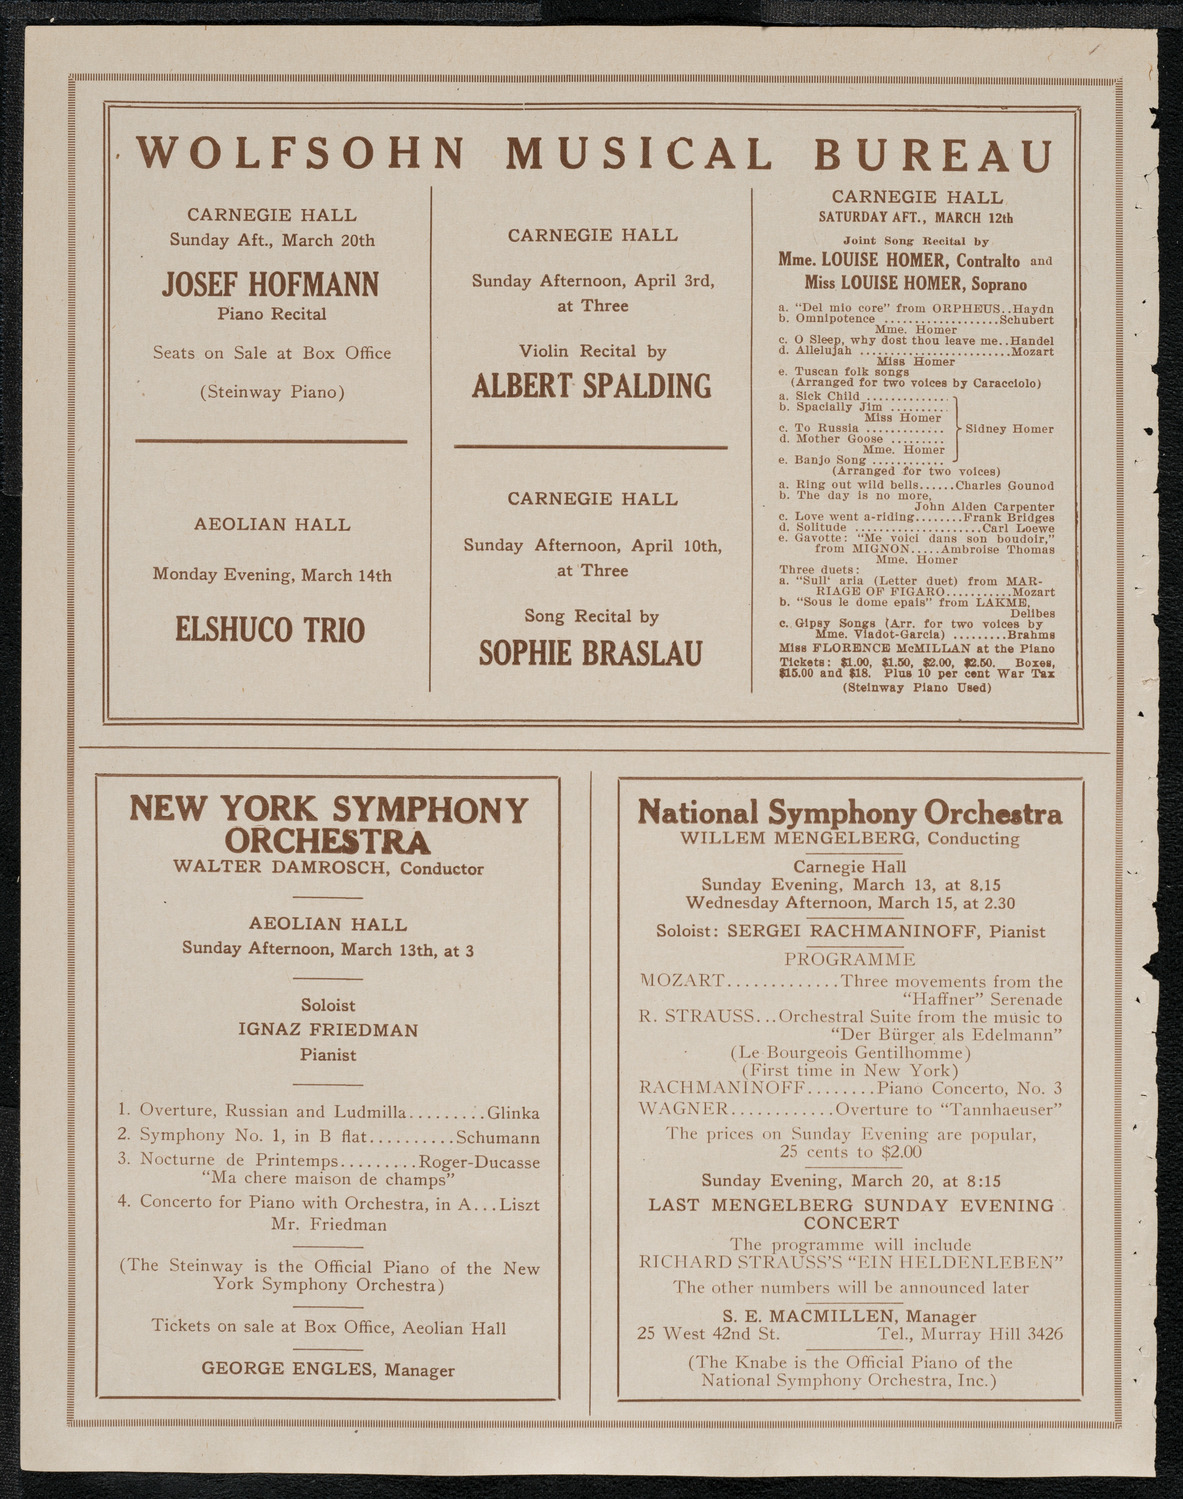 WOLFSOHN MUSICAL BUREAU
CARNEGIE HALL
Sunday Aft., March 20th
JOSEF HOFMANN
Piano Recital
Seats on Sale at Box Office
(Steinway Piano)
AEOLIAN HALL
Monday Evening, March 14th
ELSHUCO TRIO
CARNEGIE HALL
Sunday Afternoon, April 3rd,
at Three
Violin Recital by
ALBERT SPALDING
CARNEGIE HALL
Sunday Afternoon, April 10th,
at Three
Song Recital by
SOPHIE BRASLAU
CARNEGIE HALL
SATURDAY AFT., MARCH 12th
Joint Song Recital by
Mme. LOUISE HOMER, Contralto and
Miss LOUISE HOMER, Soprano
a. "Del mio core" from ORPHEUS..Haydn
b. Omnipotence ..................Schubert
Mme. Homer
c. O Sleep, why dost thou leave me..Handel
d. Allelujah ........................Mozart
Miss Homer
e. Tuscan folk songs
(Arranged for two voices by Caracciolo)
a. Sick Child .............
b. Spacially Jim ..........
Miss Homer
c. To Russia ............. Sidney Homer
d. Mother Goose .........
Mme. Homer
e. Banjo Song ............
(Arranged for two voices)
a. Ring out wild bells......Charles Gounod
b. The day is no more,
John Alden Carpenter
c. Love went a-riding........Frank Bridges
d. Solitude ....................Carl Loewe
e. Gavotte: "Me voici dans son boudoir,"
from MIGNON.....Ambroise Thomas
Mme. Homer
Three duets:
a. "Sull' aria (Letter duet) from MAR-
RIAGE OF FIGARO...........Mozart
b. "Sous le dome epais" from LAKME,
Delibes
c. Gipsy Songs (Arr. for two voices by
Mme. Viadot-Garcia) .........Brahms
Miss FLORENCE McMILLAN at the Piano
Tickets: $1.00, $1.50, $2.00, $2.50. Boxes,
$15.00 and $18. Plus 10 per cent War Tax
(Steinway Piano Used)
NEW YORK SYMPHONY
ORCHESTRA
WALTER DAMROSCH, Conductor
AEOLIAN HALL
Sunday Afternoon, March 13th, at 3
Soloist
IGNAZ FRIEDMAN
Pianist
1. Overture, Russian and Ludmilla.........Glinka
2. Symphony No. 1, in B flat..........Schumann
3. Nocturne de Printemps.........Roger-Ducasse
"Ma chere maison de champs"
4. Concerto for Piano with Orchestra, in A...Liszt
Mr. Friedman
(The Steinway is the Official Piano of the New
York Symphony Orchestra)
Tickets on sale at Box Office, Aeolian Hall
GEORGE ENGLES, Manager
National Symphony Orchestra
WILLEM MENGELBERG, Conducting
Carnegie Hall
Sunday Evening, March 13, at 8.15
Wednesday Afternoon, March 15, at 2.30
Soloist: SERGEI RACHMANINOFF, Pianist
PROGRAMME
MOZART.............Three movements from the
"Haffner" Serenade
R. STRAUSS...Orchestral Suite from the music to
"Der Bürger als Edelmann"
(Le Bourgeois Gentilhomme)
(First time in New York)
RACHMANINOFF........Piano Concerto, No. 3
WAGNER............Overture to "Tannhaeuser"
The prices on Sunday Evening are popular,
25 cents to $2.00
Sunday Evening, March 20, at 8:15
LAST MENGELBERG SUNDAY EVENING
CONCERT
The programme will include
RICHARD STRAUSS'S "EIN HELDENLEBEN"
The other numbers will be announced later
S. E. MACMILLEN, Manager
25 West 42nd St. Tel., Murray Hill 3426
(The Knabe is the Official Piano of the
National Symphony Orchestra, Inc.)